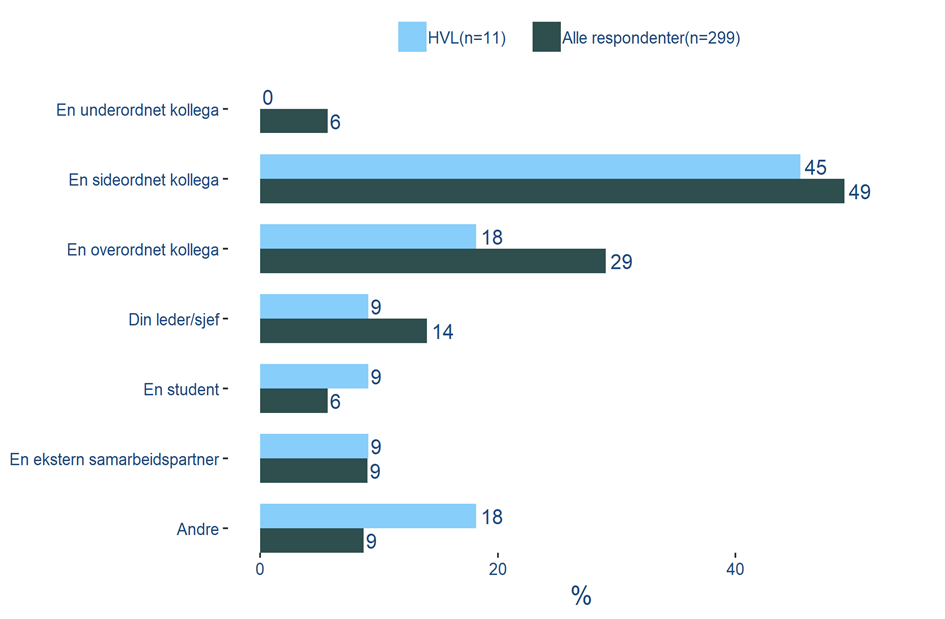 HVL(n=11) Alle respondenter(n=299)
En underordnet kollega 0
6
En sideordnet kollega 45
49
En overordnet kollega 18
29
Din leder/sjef 9
14
En student 9
6
En ekstern samarbeidspartner 9
9
Andre 18
9
0 20 40
%